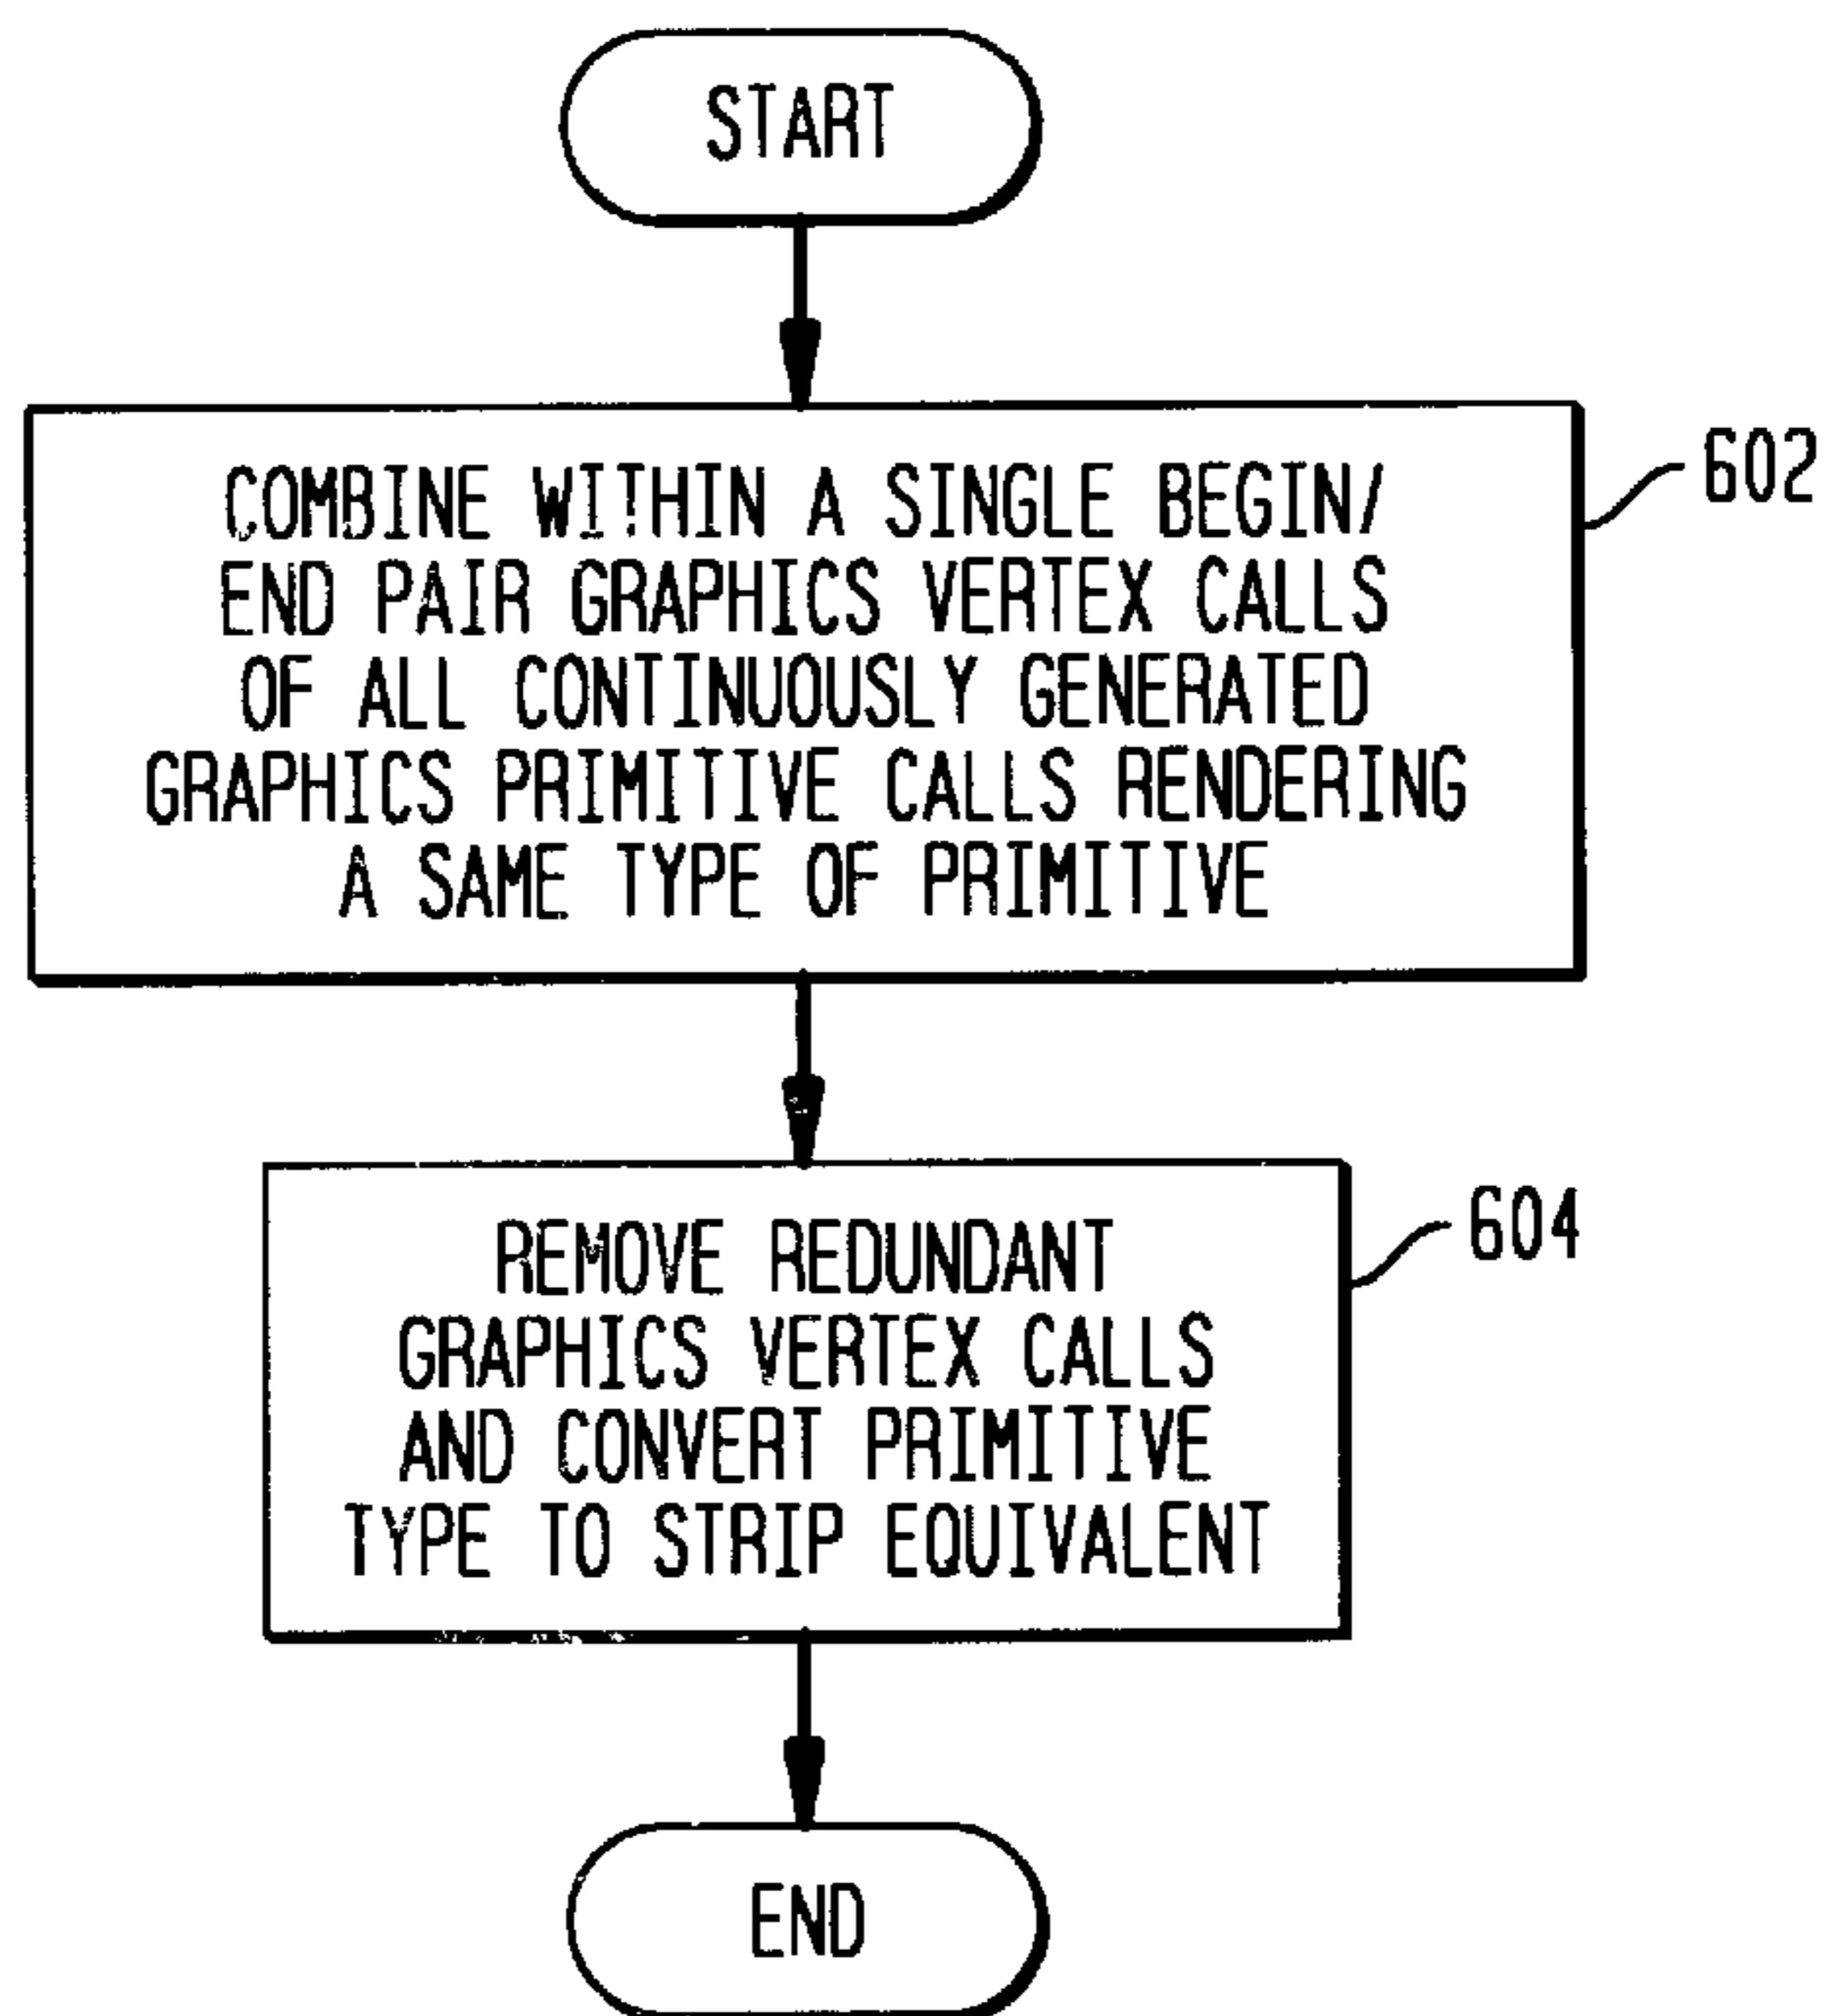 START
COMBINE WITHIN A SINGLE BEGIN/
END PAIR GRAPHICS VERTEX CALLS
OF ALL CONTINUOUSLY GENERATED
GRAPHICS PRIMITIVE CALLS RENDERING
A SAME TYPE OF PRIMITIVE
602
REMOVE REDUNDANT
GRAPHICS VERTEX CALLS
AND CONVERT PRIMITIVE
TYPE TO STRIP EQUIVALENT
604
END